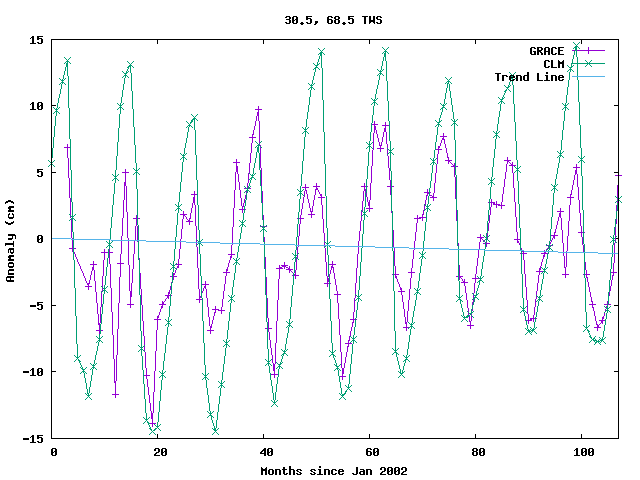 30.5, 68.5 TWS
GRACE
CLM
Trend Line
15
10
5
0
-5
-10
-15
Anomaly (cm)
0 20 40 60 80 100
Months since Jan 2002